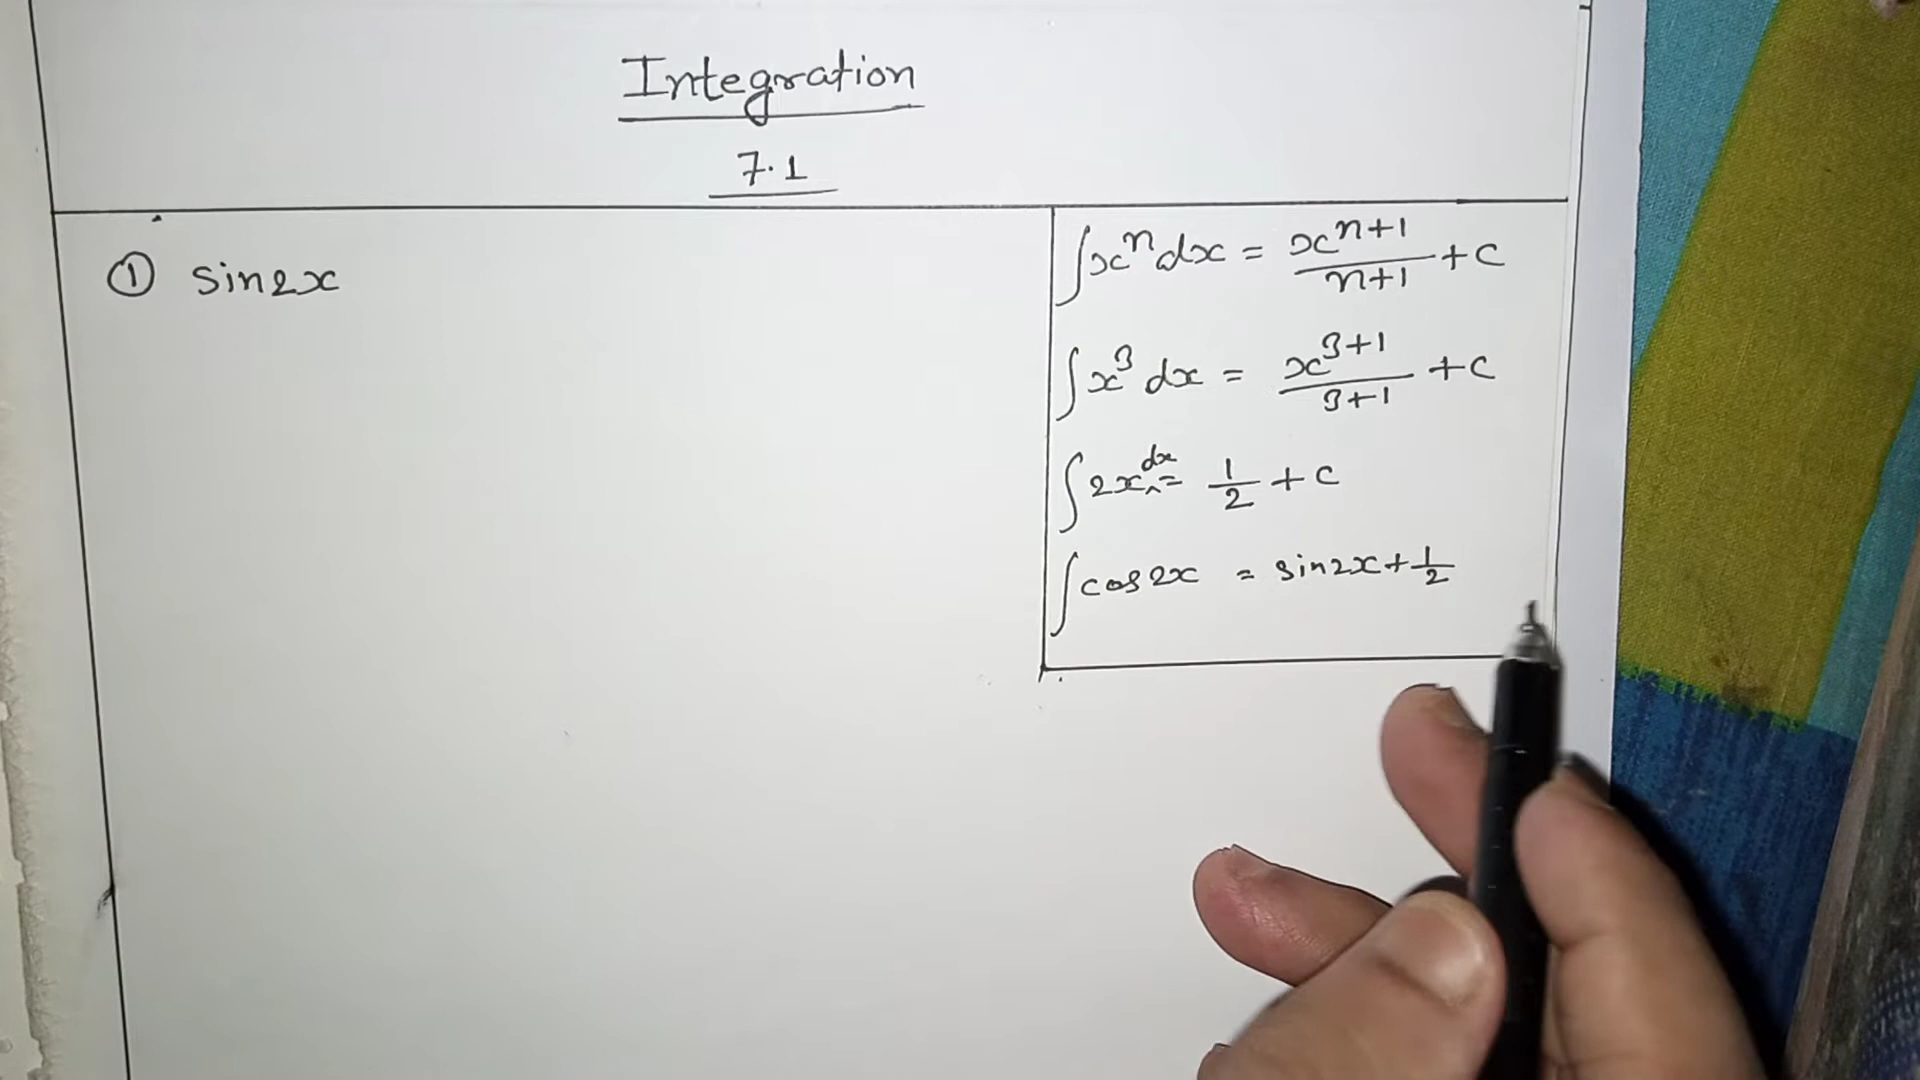 Integration
7.1
① sin2x
∫xⁿdx = xⁿ⁺¹/n+1 +c
∫x³ dx = x³⁺¹/3+1 +c
∫2x^dx = 1/2 +c
∫cos2x = sin2x+1/2